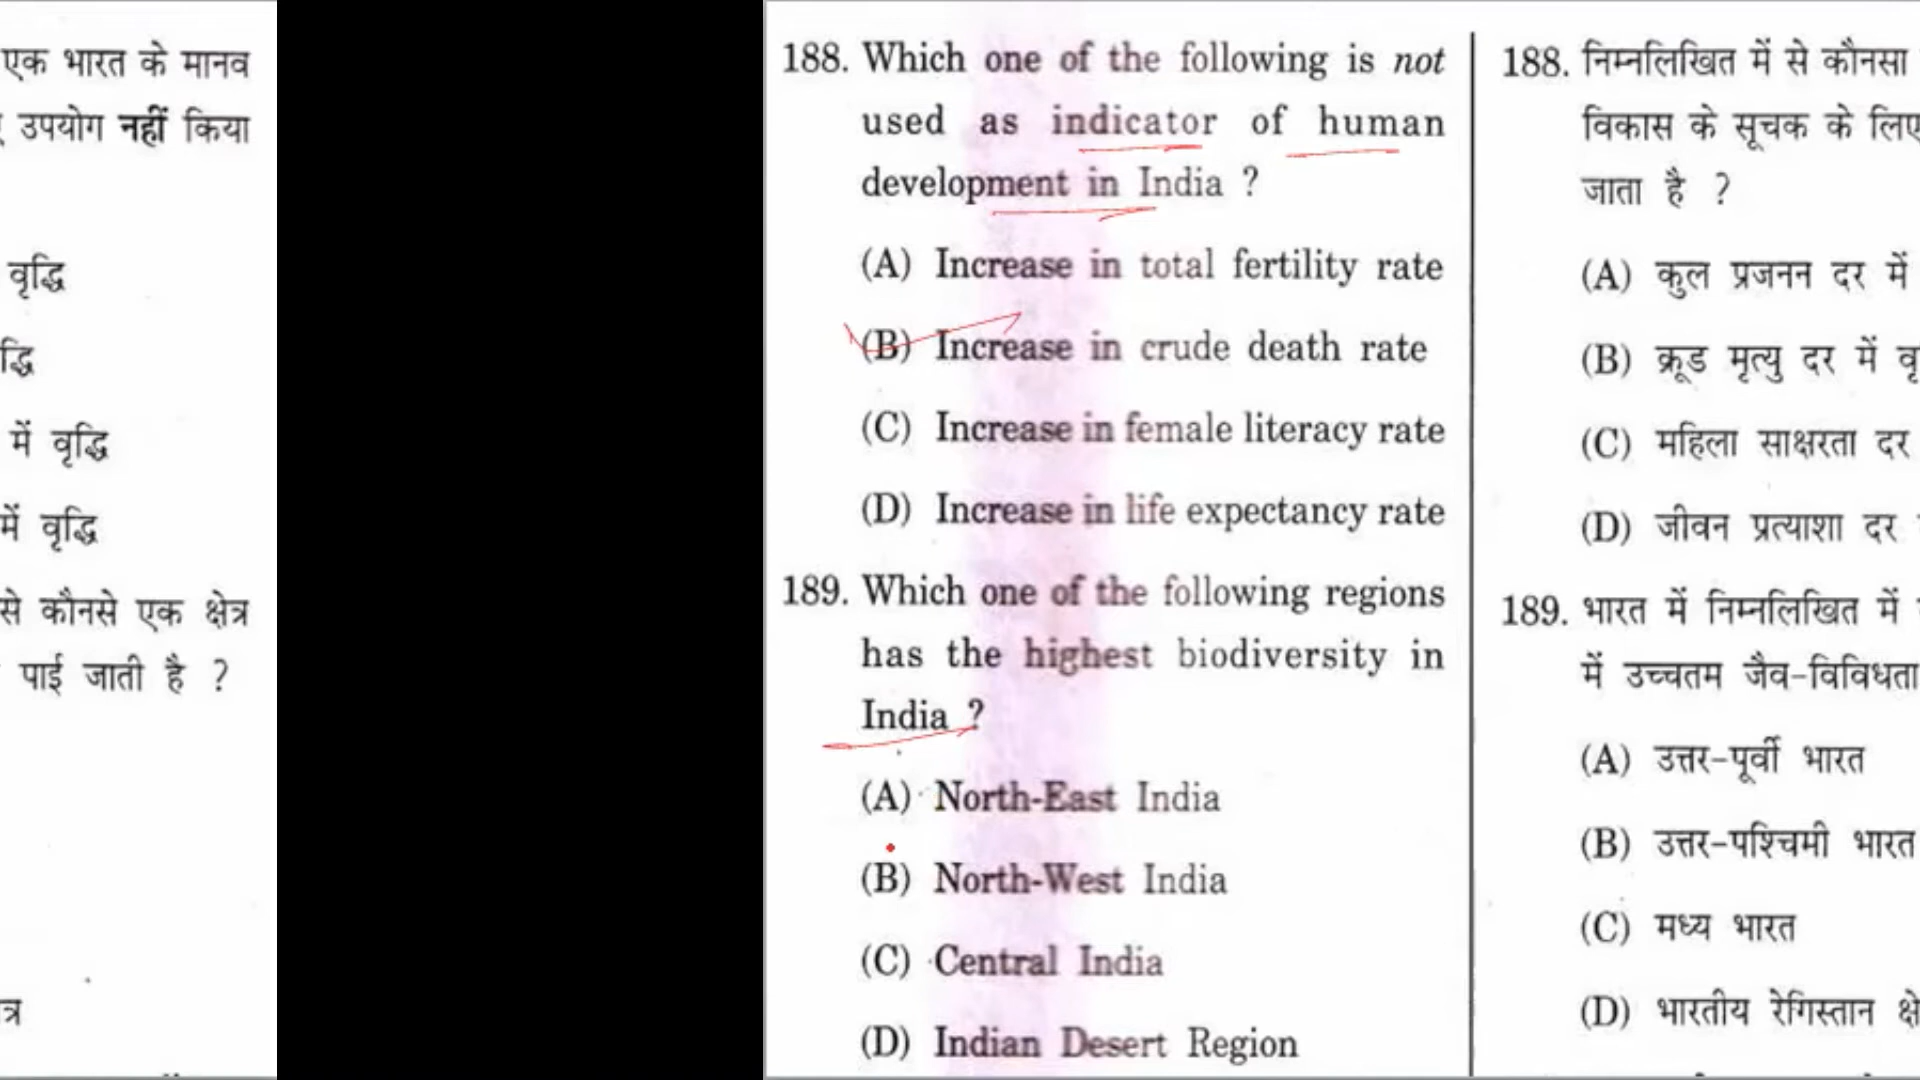 एक भारत के मानव
उपयोग नहीं किया
वृद्धि
में वृद्धि
में वृद्धि
से कौनसे एक क्षेत्र
पाई जाती है ?
188. Which one of the following is not
used as indicator of human
development in India ?
(A) Increase in total fertility rate
(B) Increase in crude death rate
(C) Increase in female literacy rate
(D) Increase in life expectancy rate
189. Which one of the following regions
has the highest biodiversity in
India ?
(A) North-East India
(B) North-West India
(C) Central India
(D) Indian Desert Region
188. निम्नलिखित में से कौनसा
विकास के सूचक के लिए
जाता है ?
(A) कुल प्रजनन दर में
(B) क्रूड मृत्यु दर में
(C) महिला साक्षरता दर
(D) जीवन प्रत्याशा दर
189. भारत में निम्नलिखित में
में उच्चतम जैव-विविधता
(A) उत्तर-पूर्वी भारत
(B) उत्तर-पश्चिमी भारत
(C) मध्य भारत
(D) भारतीय रेगिस्तान